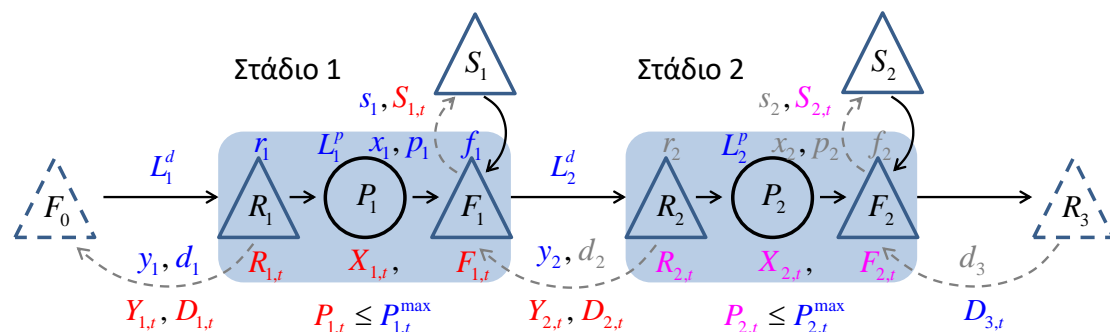 Στάδιο 1 S₁ Στάδιο 2 S₂
s₁, S₁,ₜ s₂, S₂,ₜ
r₁ L₁ᵖ x₁, p₁ f₁ r₂ L₂ᵖ x₂, p₂ f₂
L₁ᵈ L₂ᵈ
F₀ R₁ P₁ F₁ R₂ P₂ F₂ R₃
y₁, d₁ R₁,ₜ X₁,ₜ, F₁,ₜ y₂, d₂ R₂,ₜ X₂,ₜ, F₂,ₜ d₃
Y₁,ₜ, D₁,ₜ P₁,ₜ ≤ P₁,ₜᵐᵃˣ Y₂,ₜ, D₂,ₜ P₂,ₜ ≤ P₂,ₜᵐᵃˣ D₃,ₜ